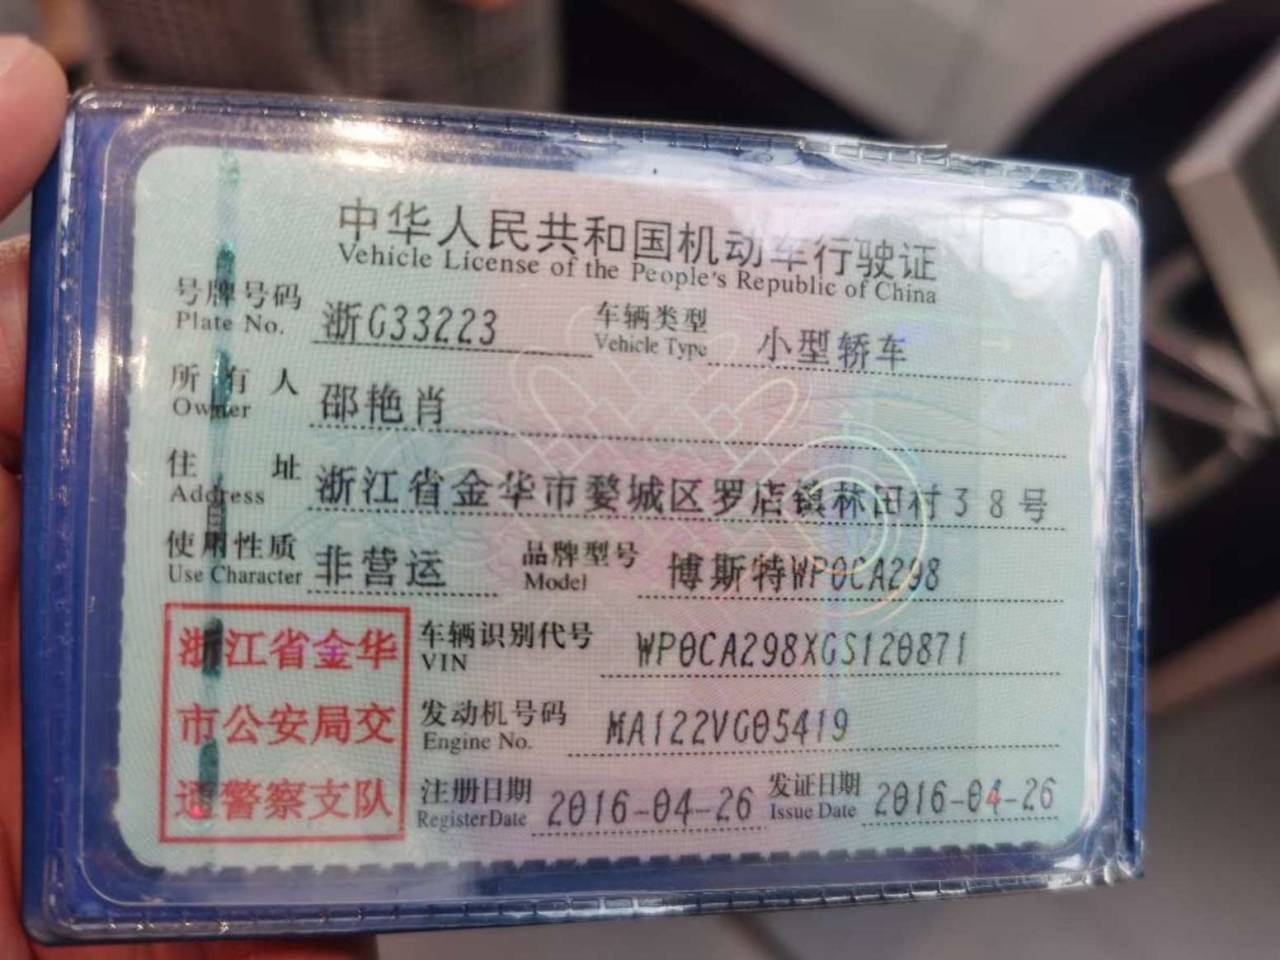 中华人民共和国机动车行驶证
Vehicle License of the People's Republic of China
号牌号码 浙G33223 车辆类型 小型轿车
Plate No. Vehicle Type
所有人 邵艳肖
Owner
住址 浙江省金华市婺城区罗店镇林田村38号
Address
使用性质 非营运 品牌型号 博斯特WP0CA298
Use Character Model
浙江省金华 车辆识别代号 WP0CA298XGS120871
VIN
市公安局交 发动机号码 MA122VG05419
Engine No.
通警察支队 注册日期 2016-04-26 发证日期 2016-04-26
Register Date Issue Date